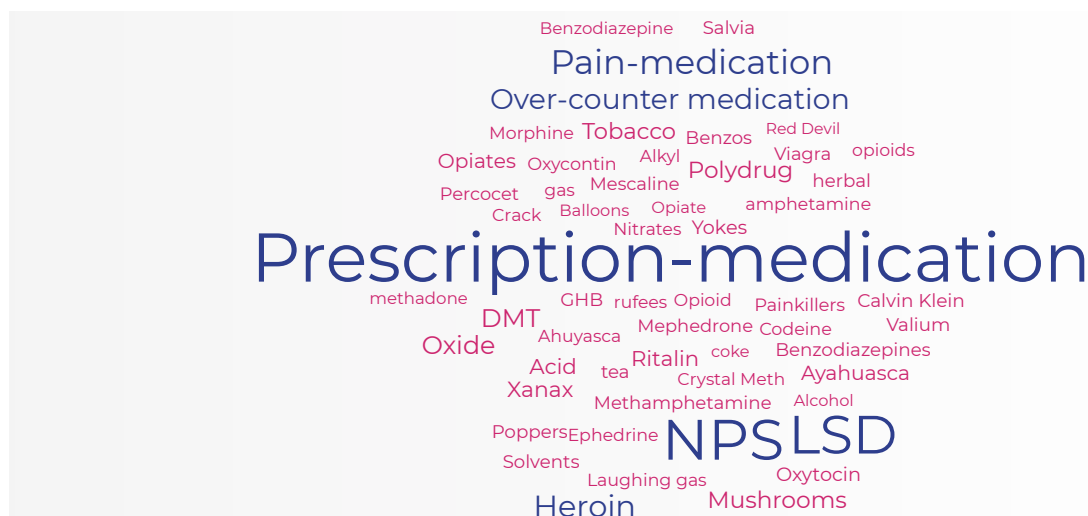 Benzodiazepine Salvia
Pain-medication
Over-counter medication
Morphine Tobacco Benzos Red Devil
Opiates Oxycontin Alkyl Polydrug Viagra opioids
Percocet gas Mescaline herbal
Crack Balloons Opiate amphetamine
Nitrates Yokes
Prescription-medication
methadone GHB rufees Opioid Painkillers Calvin Klein
DMT Ahuyasca Mephedrone Codeine Valium
Oxide Ritalin coke Benzodiazepines
Acid tea Crystal Meth Ayahuasca
Xanax Methamphetamine Alcohol
Poppers Ephedrine NPS LSD
Solvents Laughing gas Oxytocin
Heroin Mushrooms